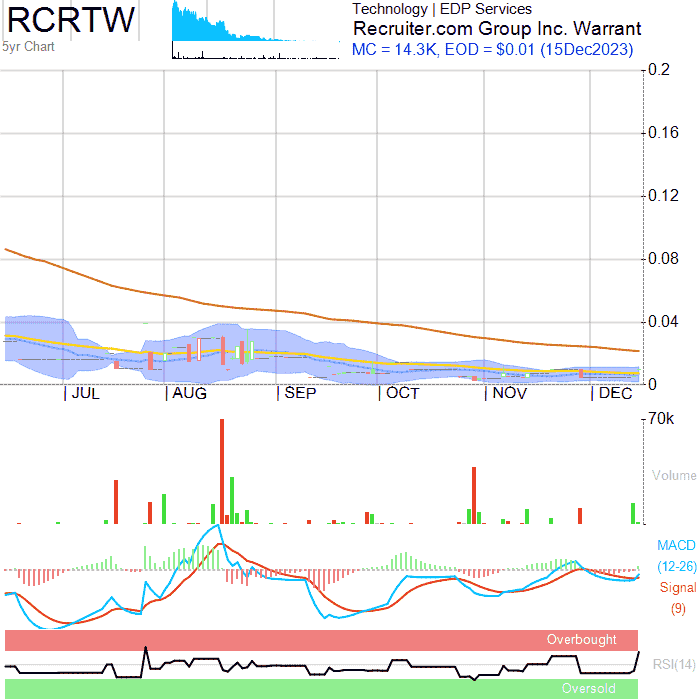 RCRTW
5yr Chart
Technology | EDP Services
Recruiter.com Group Inc. Warrant
MC = 14.3K, EOD = $0.01 (15Dec2023)
0.2
0.16
0.12
0.08
0.04
0
JUL AUG SEP OCT NOV DEC
70k
Volume
MACD
(12-26)
Signal
(9)
Overbought
RSI(14)
Oversold